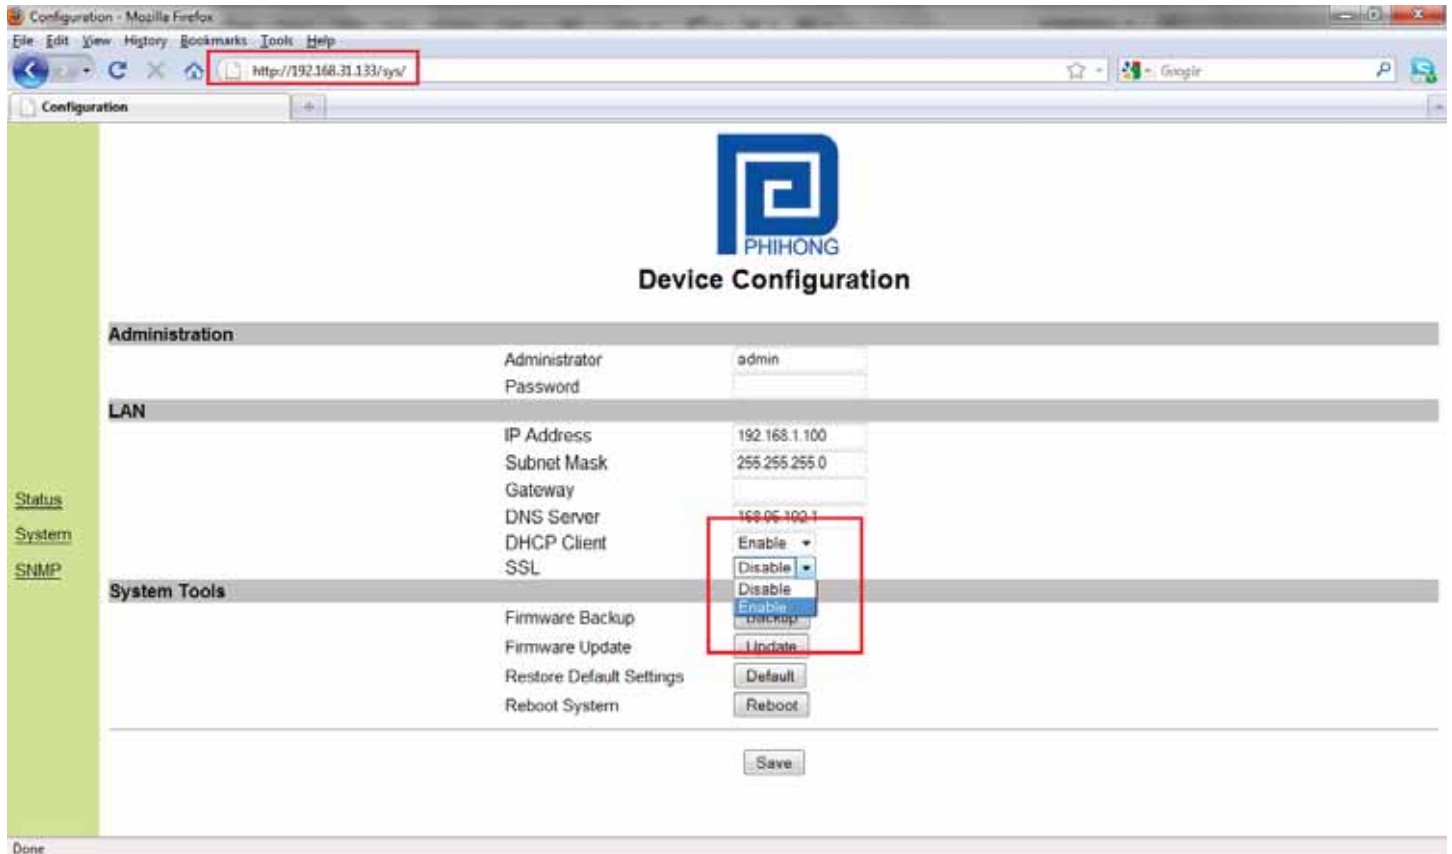 Configuration - Mozilla Firefox
File Edit View History Bookmarks Tools Help
http://192.168.31.133/sys/
Google
Configuration
PHIHONG
Device Configuration
Administration
Administrator admin
Password
LAN
IP Address 192.168.1.100
Subnet Mask 255.255.255.0
Gateway
DNS Server
DHCP Client Enable
SSL Disable
Disable
Enable
Status
System
SNMP
System Tools
Firmware Backup Backup
Firmware Update Update
Restore Default Settings Default
Reboot System Reboot
Save
Done